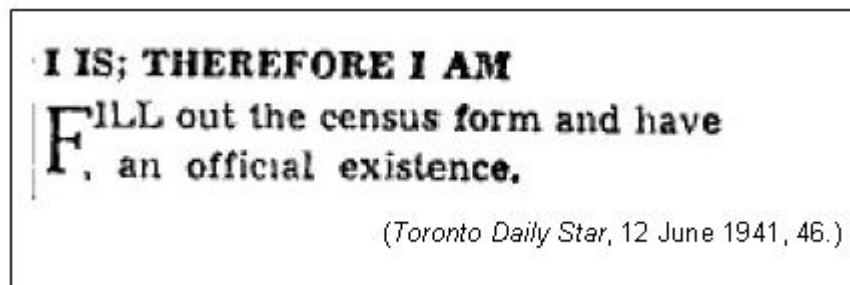 I IS; THEREFORE I AM
FILL out the census form and have
an official existence.
(Toronto Daily Star, 12 June 1941, 46.)